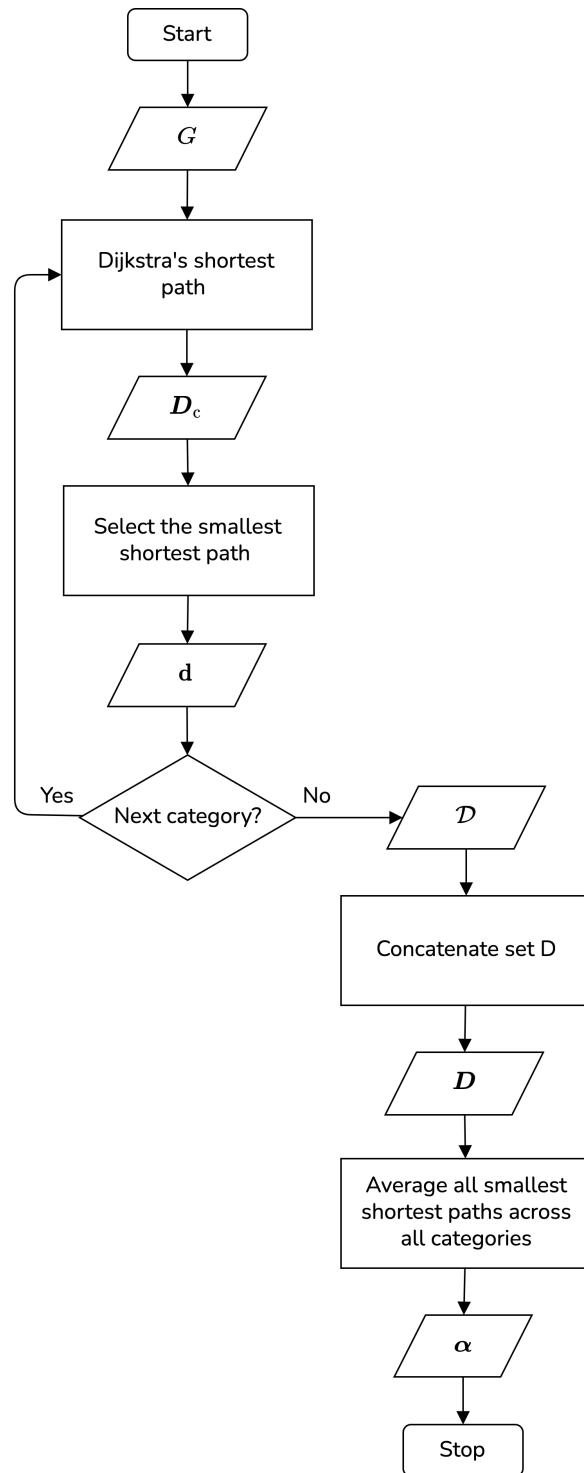 Start
G
Dijkstra's shortest
path
D_c
Select the smallest
shortest path
d
Next category?
Yes
No
𝒟
Concatenate set D
D
Average all smallest
shortest paths across
all categories
α
Stop